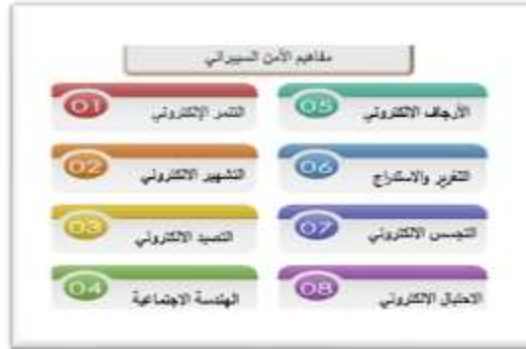 مفاهيم الأمن السيبراني
01 التنمر الإلكتروني
02 التشهير الالكتروني
03 التصيد الالكتروني
04 الهندسة الاجتماعية
05 الأرجاف الالكتروني
06 التغرير والاستدراج
07 التجسس الالكتروني
08 الاحتيال الالكتروني